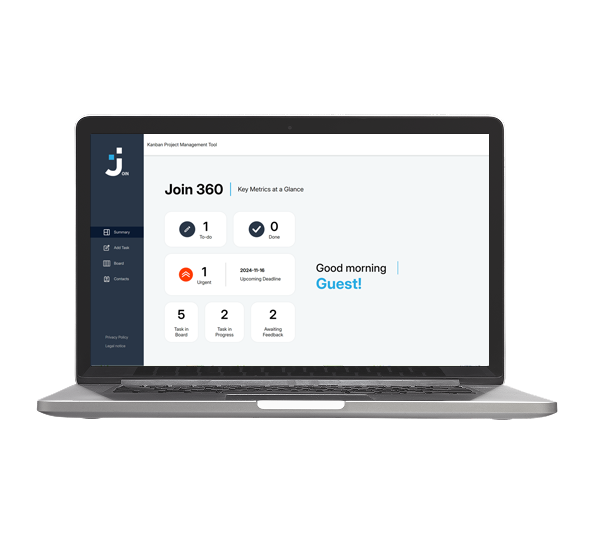 Kanban Project Management Tool
JOIN
Join 360
Key Metrics at a Glance
1
To-do
0
Done
Summary
Add Task
Board
Contacts
1
Urgent
2024-11-16
Upcoming Deadline
Good morning
Guest!
5
Task in
Board
2
Task in
Progress
2
Awaiting
Feedback
Privacy Policy
Legal notice